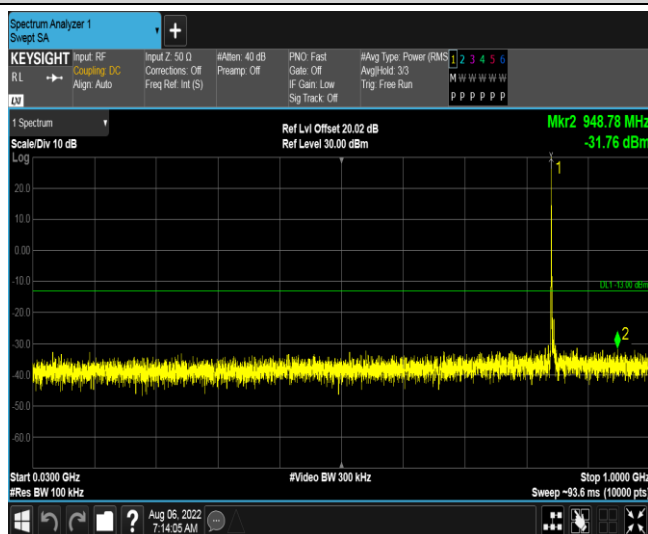 Spectrum Analyzer 1
Swept SA
+
KEYSIGHT Input: RF Input Z: 50 Ω #Atten: 40 dB PNO: Fast #Avg Type: Power (RMS 1 2 3 4 5 6
RL Coupling: DC Corrections: Off Preamp: Off Gate: Off Avg|Hold: 3/3 M W W W W W
Align: Auto Freq Ref: Int (S) IF Gain: Low Trig: Free Run
Sig Track: Off P P P P P P
LXI
1 Spectrum Ref Lvl Offset 20.02 dB Mkr2 948.78 MHz
Scale/Div 10 dB Ref Level 30.00 dBm -31.76 dBm
Log
1
20.0
10.0
0.00
-10.0
DL1 -13.00 dBm
-20.0
-30.0
2
-40.0
-50.0
-60.0
Start 0.0300 GHz #Video BW 300 kHz Stop 1.0000 GHz
#Res BW 100 kHz Sweep ~93.6 ms (10000 pts)
? Aug 06, 2022
7:14:05 AM